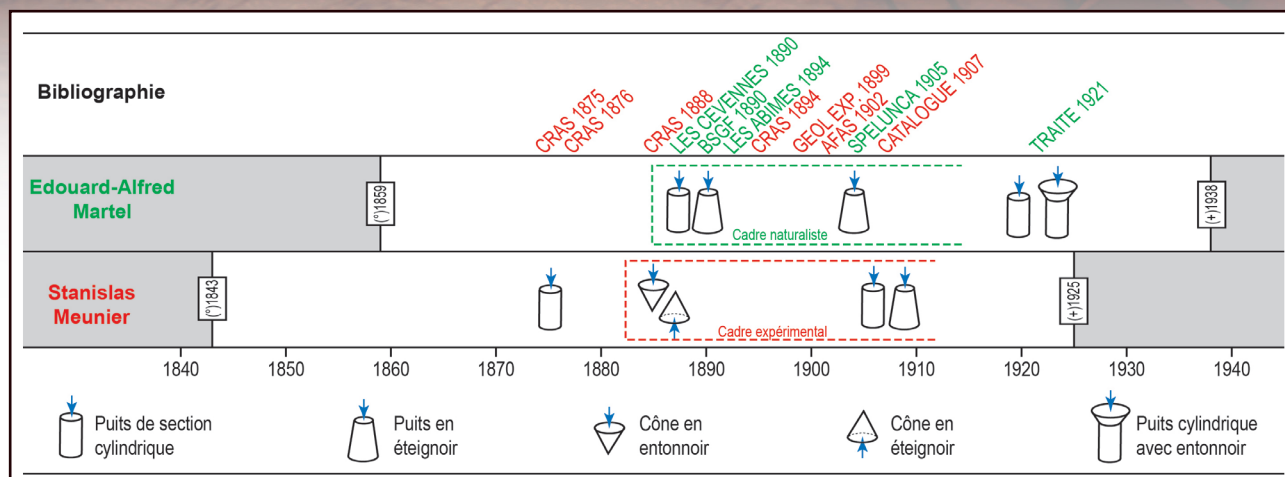 Bibliographie
CRAS 1875
CRAS 1876
CRAS 1888
LES CEVENNES 1890
BSGF 1890
LES ABIMES 1894
CRAS 1894
GEOL EXP. 1899
AFAS 1902
SPELUNCA 1905
CATALOGUE 1907
TRAITE 1921
Edouard-Alfred
Martel
(°)1859
Cadre naturaliste
(+)1938
Stanislas
Meunier
(°)1843
Cadre expérimental
(+)1925
1840 1850 1860 1870 1880 1890 1900 1910 1920 1930 1940
Puits de section
cylindrique
Puits en
éteignoir
Cône en
entonnoir
Cône en
éteignoir
Puits cylindrique
avec entonnoir